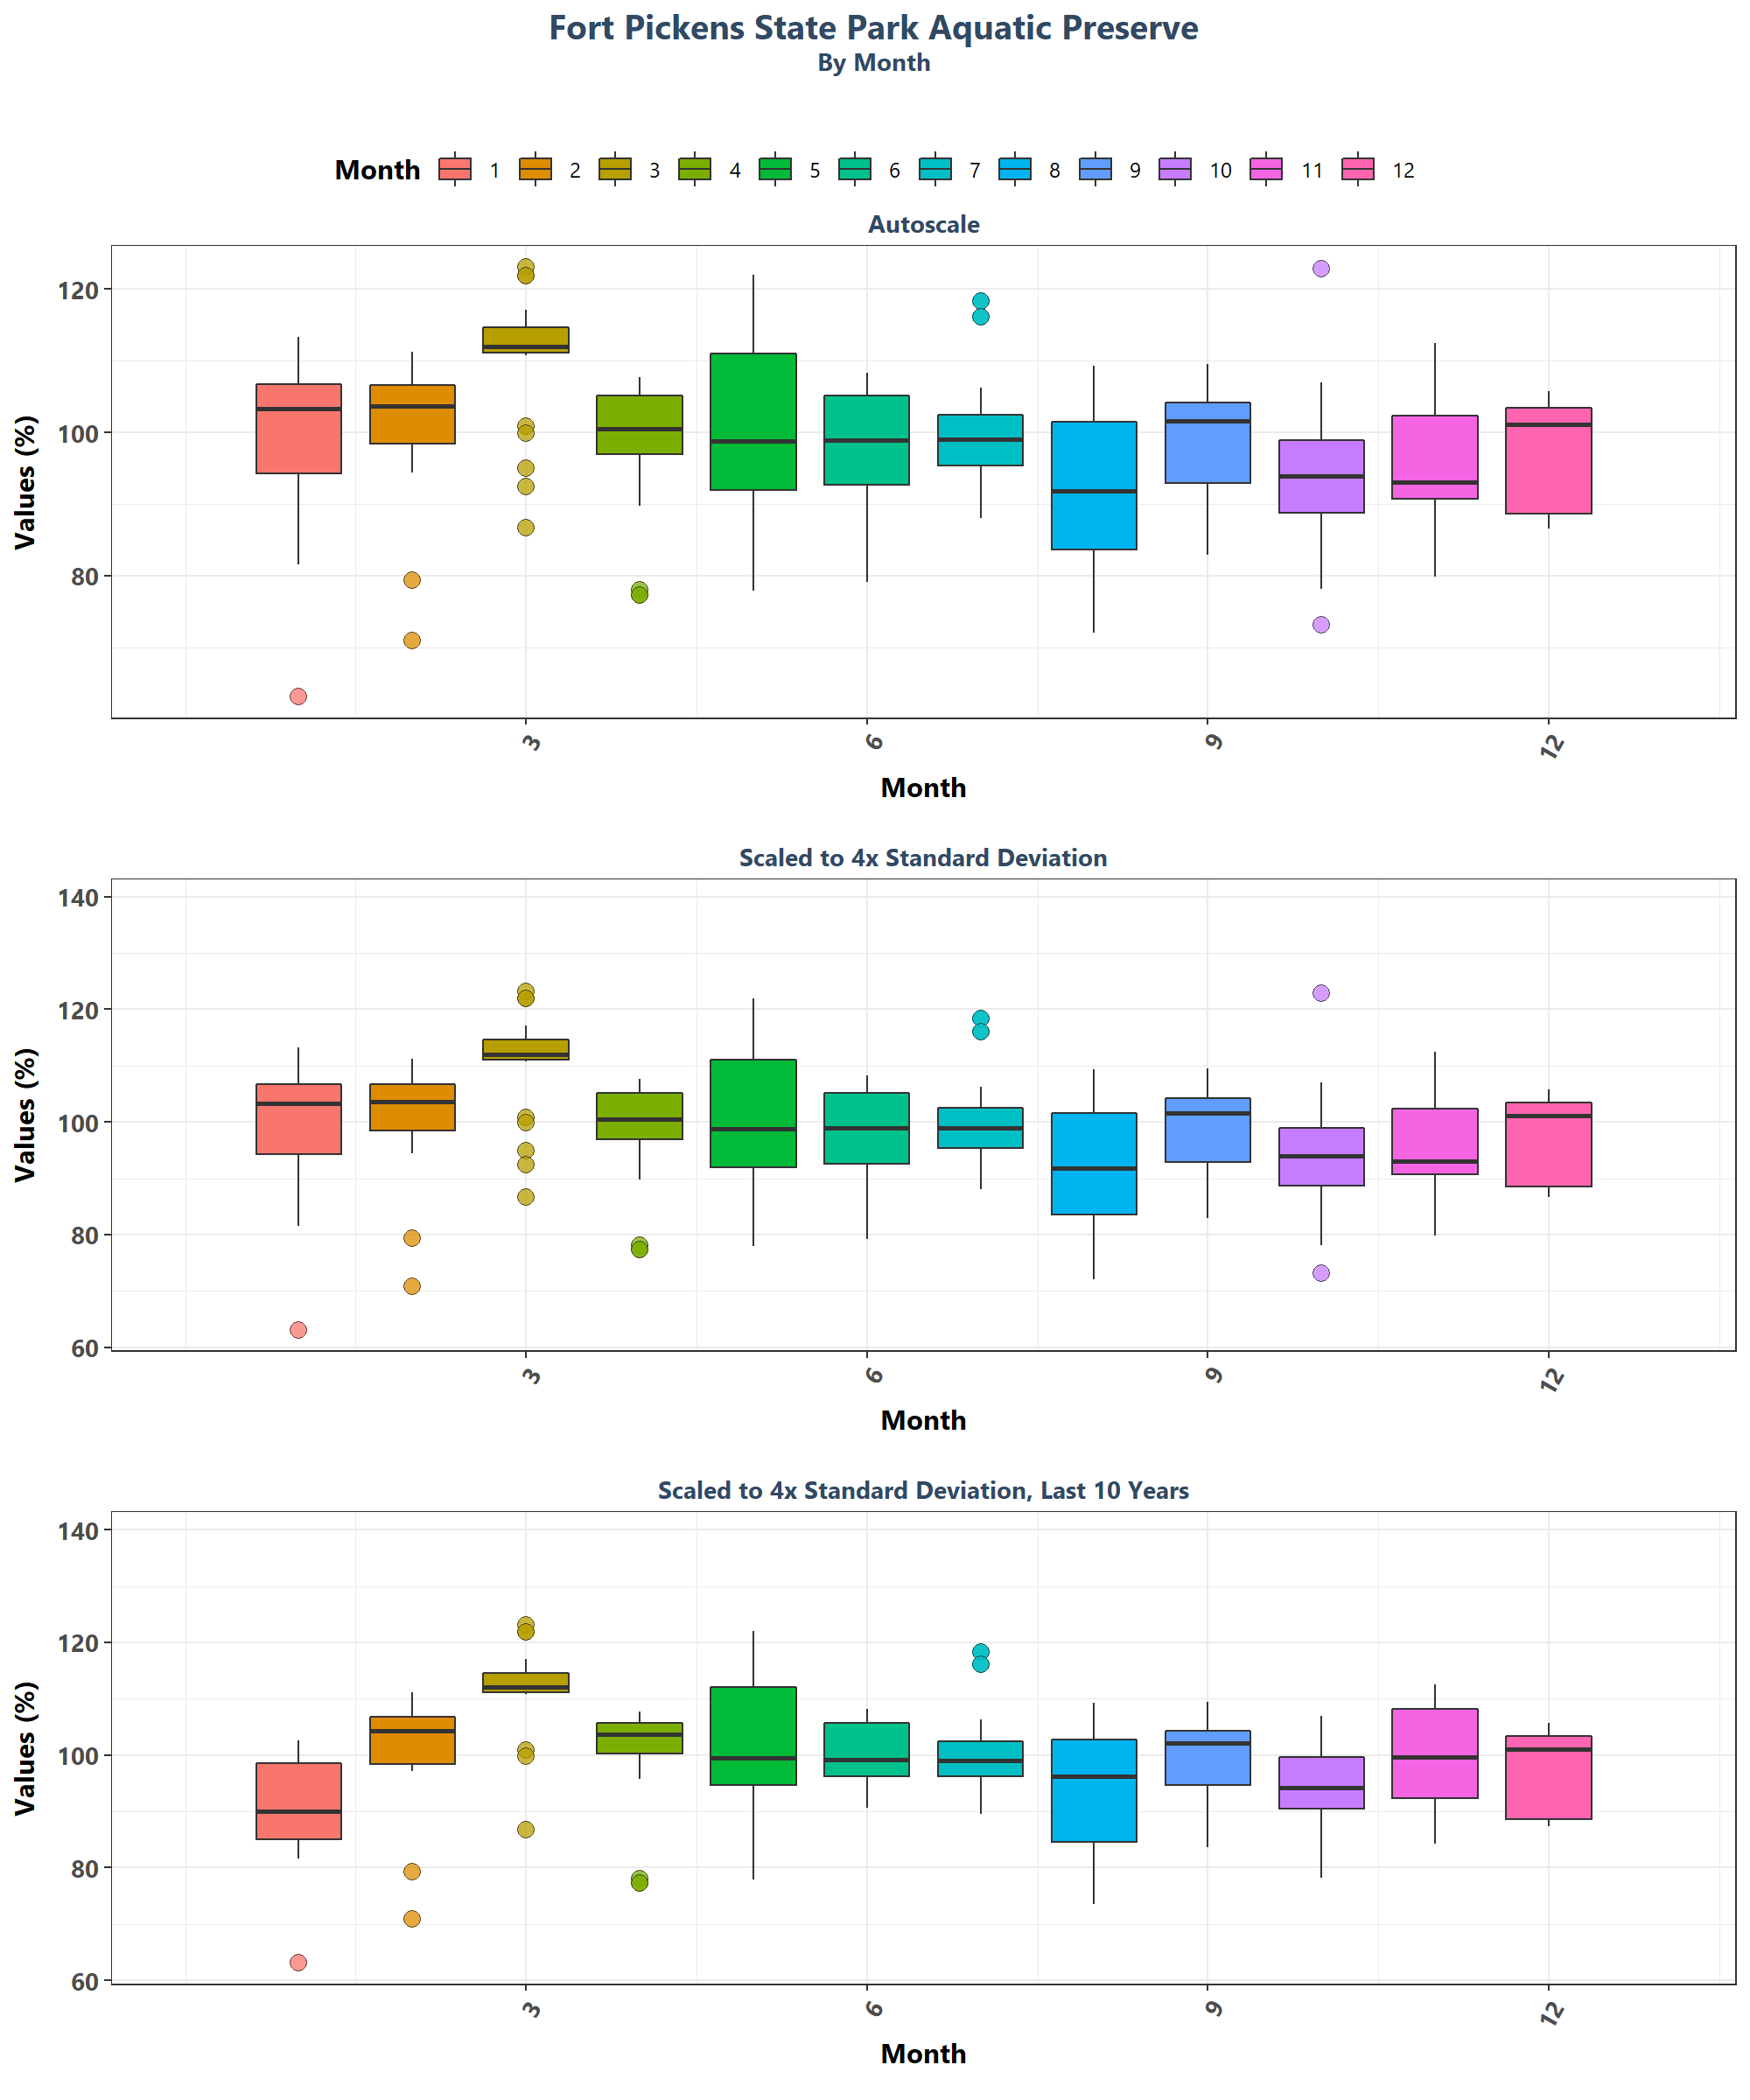 Fort Pickens State Park Aquatic Preserve
By Month
Month 1 2 3 4 5 6 7 8 9 10 11 12
Autoscale
Values (%)
120
100
80
3 6 9 12
Month
Scaled to 4x Standard Deviation
Values (%)
140
120
100
80
60
3 6 9 12
Month
Scaled to 4x Standard Deviation, Last 10 Years
Values (%)
140
120
100
80
60
3 6 9 12
Month